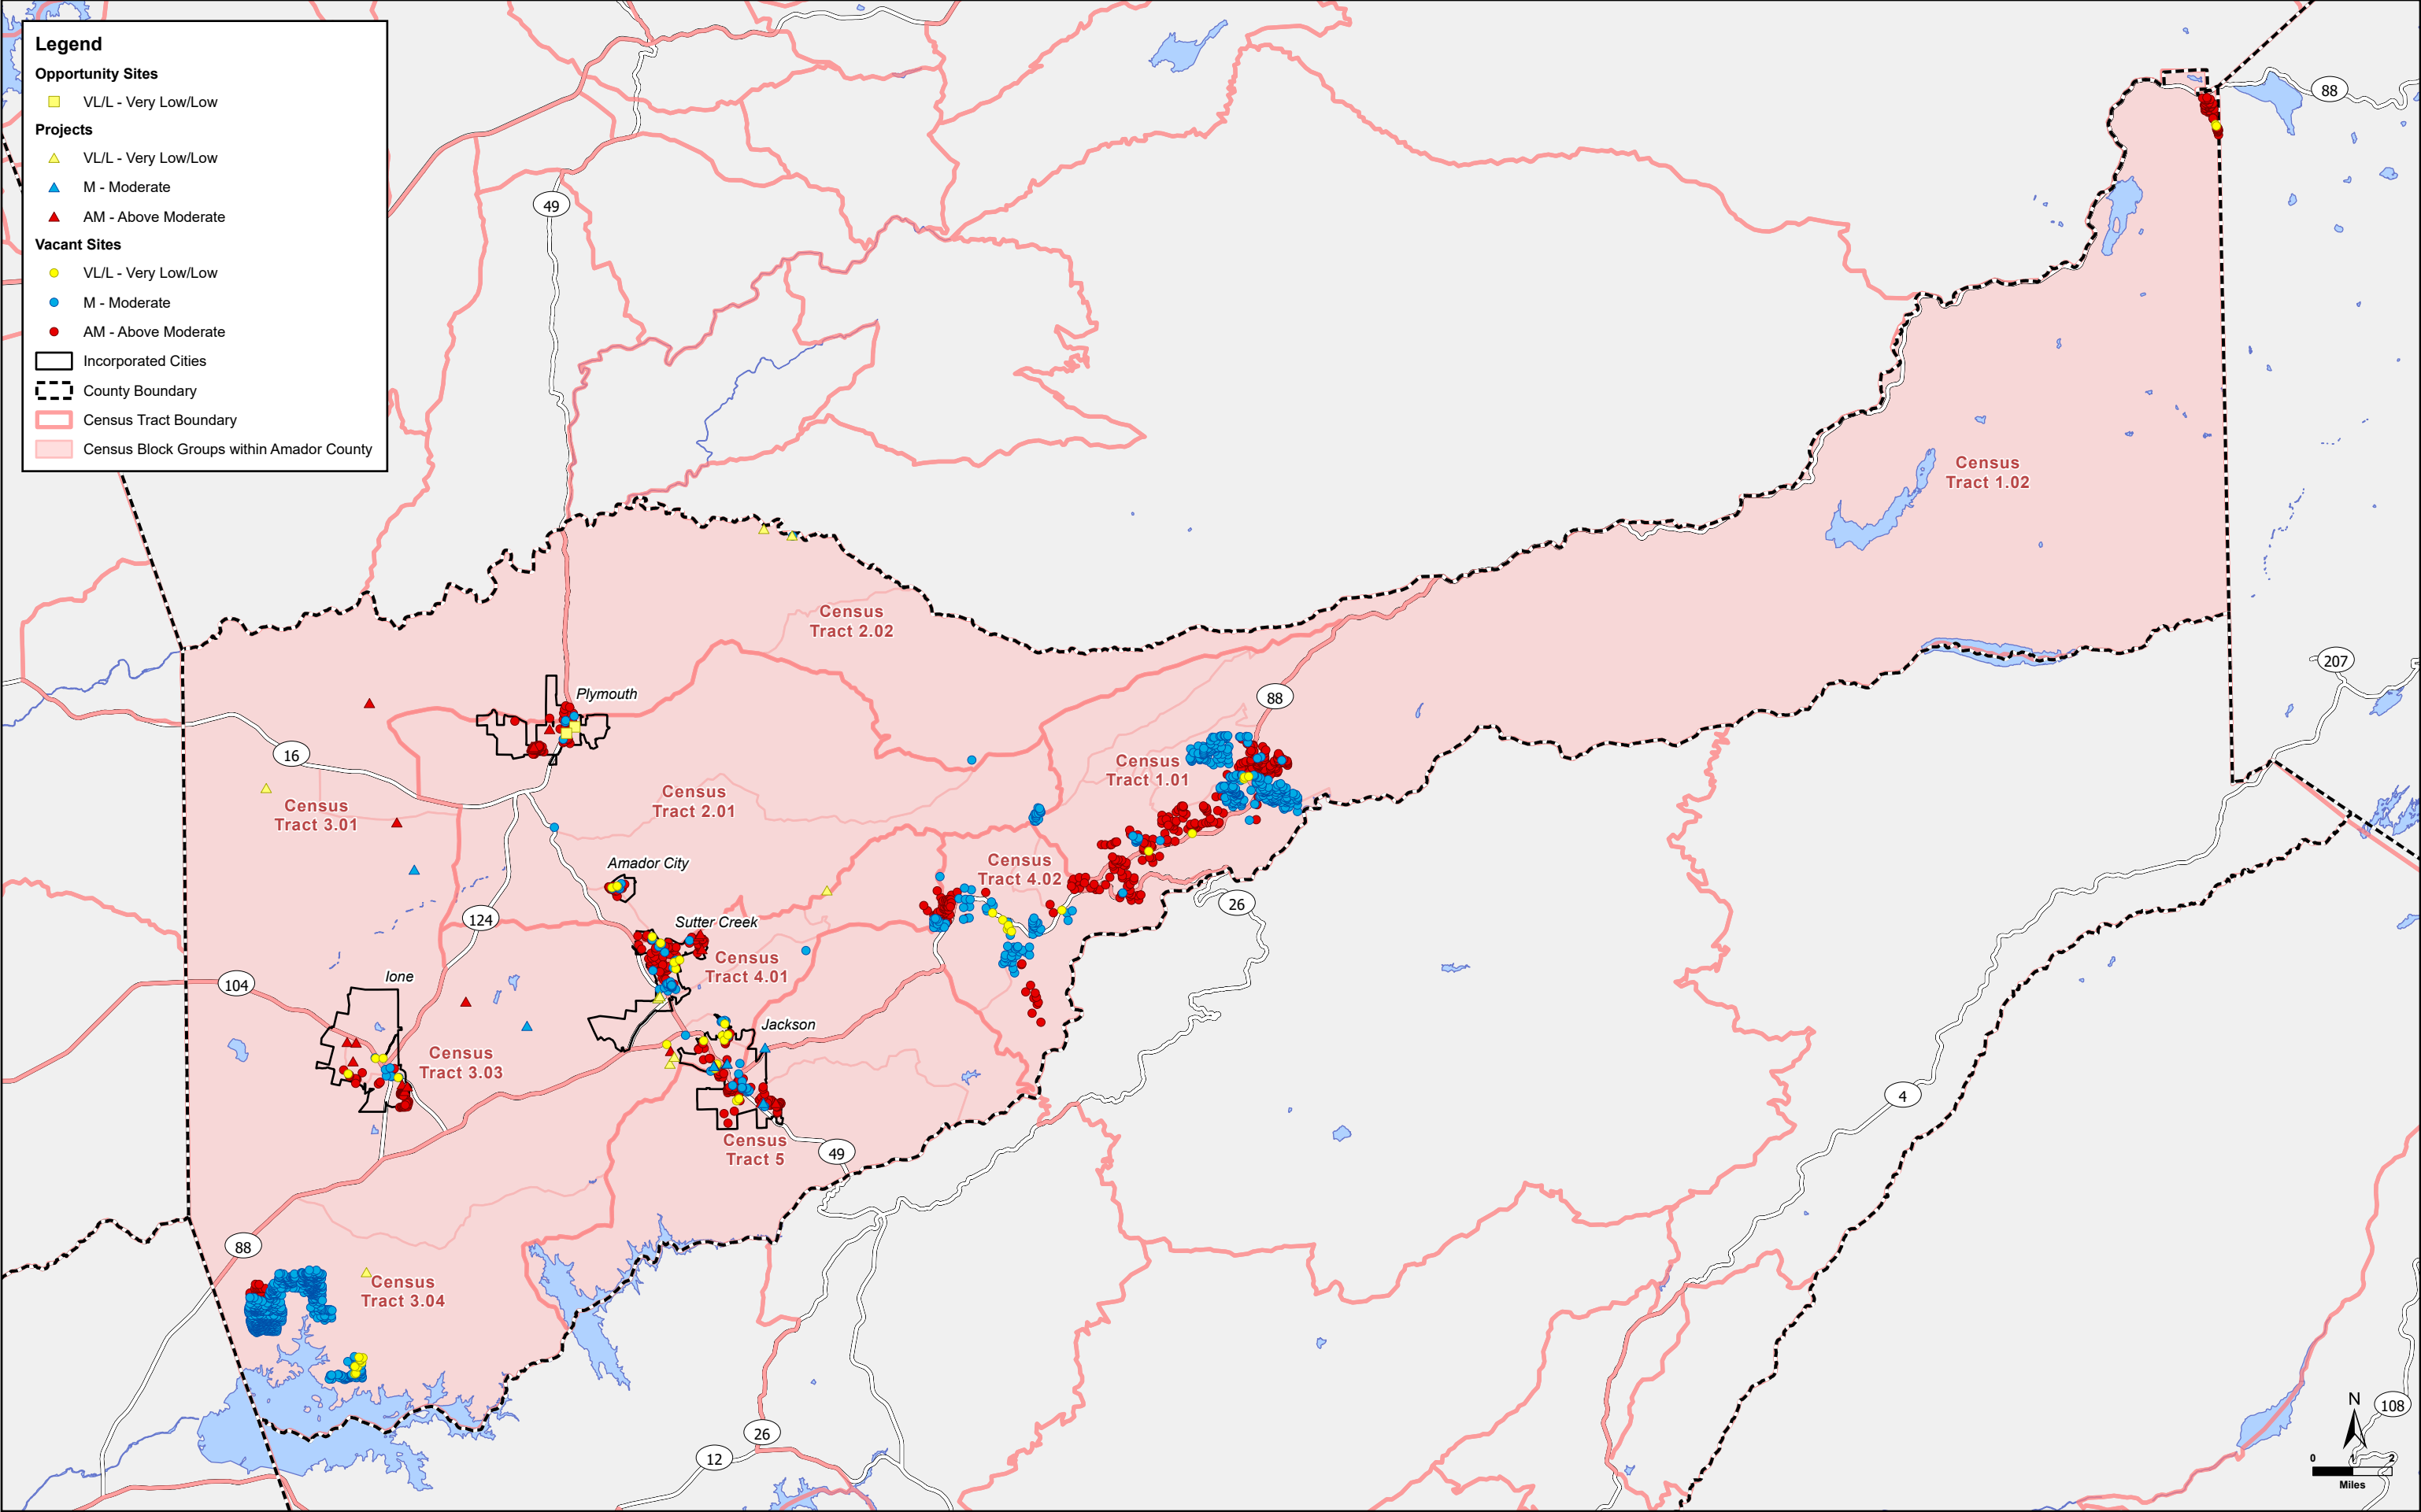 Legend
Opportunity Sites
VL/L - Very Low/Low
Projects
VL/L - Very Low/Low
M - Moderate
AM - Above Moderate
Vacant Sites
VL/L - Very Low/Low
M - Moderate
AM - Above Moderate
Incorporated Cities
County Boundary
Census Tract Boundary
Census Block Groups within Amador County
88
49
Census
Tract 1.02
Census
Tract 2.02
207
Plymouth
88
16
Census
Tract 1.01
Census
Tract 2.01
Census
Tract 3.01
Amador City
Census
Tract 4.02
26
124
Sutter Creek
Census
Tract 4.01
Ione
104
Jackson
Census
Tract 3.03
4
Census
Tract 5
49
88
Census
Tract 3.04
N
108
26
12
0 1 2
Miles